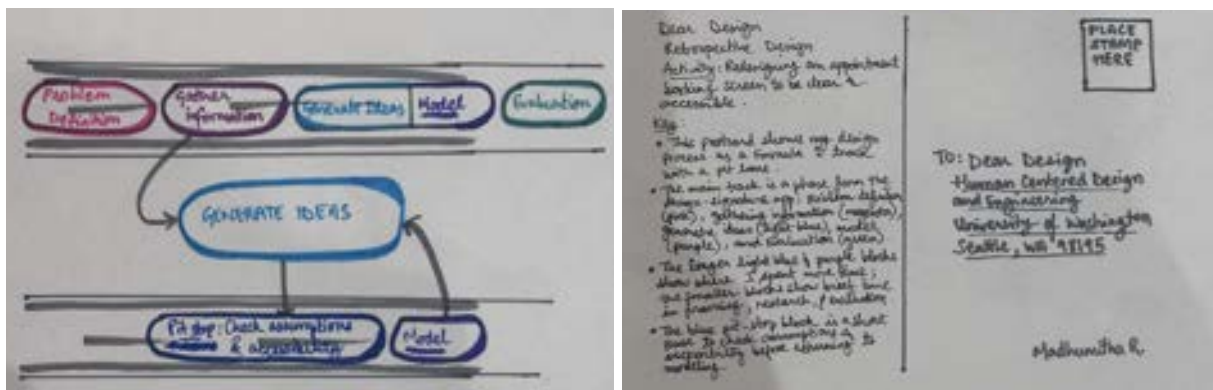 Problem
Definition
Gather
information
Generate Ideas
Model
Evaluation
GENERATE IDEAS
Pit stop: Check assumptions
& accessibility
Model
Dear Design
Retrospective Design
Activity: Redesigning an appointment
booking screen to be clear &
accessible.
Key:
• This postcard shows my design
process as a Formula 1 track
with a pit lane.
• The main track is a phase form the
design signature app: problem definition
(pink), gathering information (magenta),
generate ideas (light blue), model
(purple), and evaluation (green)
• The longer light blue & purple blocks
show where I spent more time;
the smaller blocks show brief time
in framing, research, & evaluation
• The blue pit-stop block is a short
pause to check assumptions &
accessibility before returning to
modelling.
PLACE
STAMP
HERE
TO: Dear Design
Human Centered Design
and Engineering
University of Washington
Seattle, WA 98195
Madhumitha R.